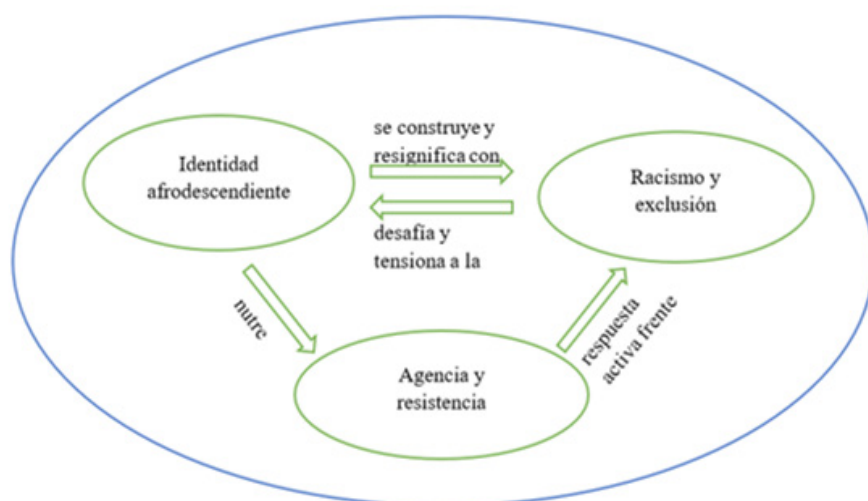 se construye y
resignifica con
Identidad
afrodescendiente
Racismo y
exclusión
desafía y
tensiona a la
nutre
respuesta
activa frente
Agencia y
resistencia